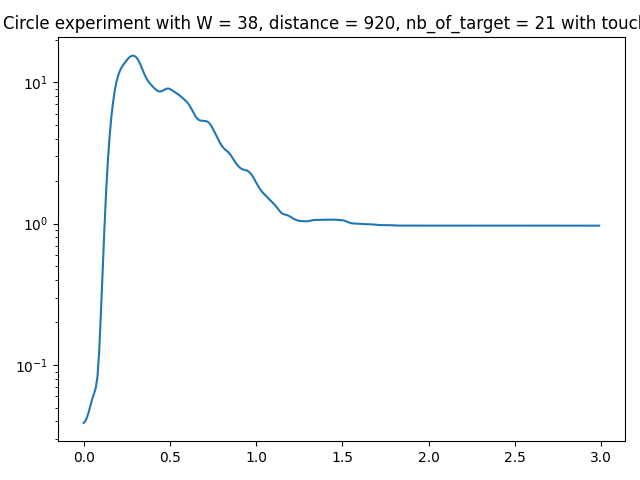 Circle experiment with W = 38, distance = 920, nb_of_target = 21 with touc
10¹
10⁰
10⁻¹
0.0 0.5 1.0 1.5 2.0 2.5 3.0